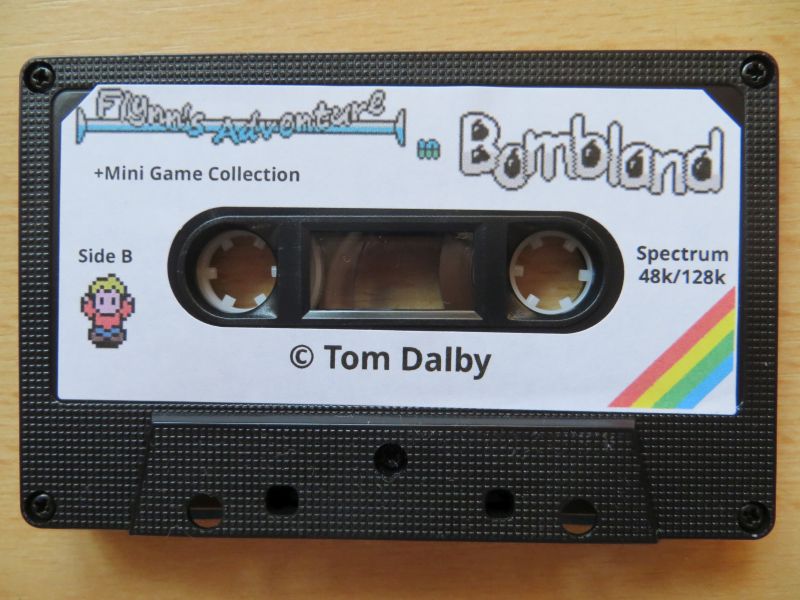 Flynn's Adventure
in Bombland
+Mini Game Collection
Side B
Spectrum
48k/128k
© Tom Dalby